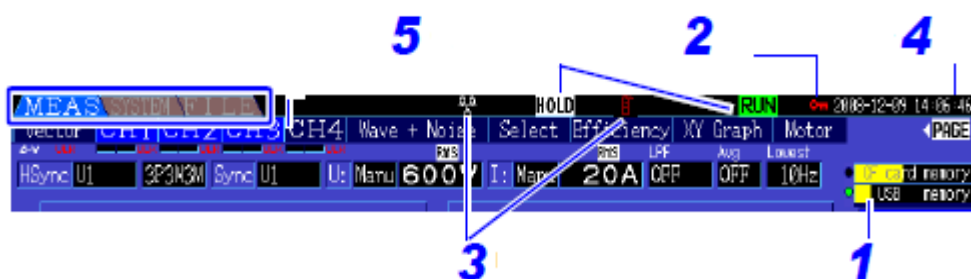 5 2 4
MEAS SYSTEM FILE HOLD RUN 2008-12-09 14:06:46
Vector CH1 CH2 CH3 CH4 Wave + Noise Select Efficiency XY Graph Motor PAGE
RMS RMS LPF Avg Lowest
HSync U1 3P3W3M Sync U1 U: Manu 600V I: Manu 20A OFF OFF 10Hz CF card memory
USB memory
3 1